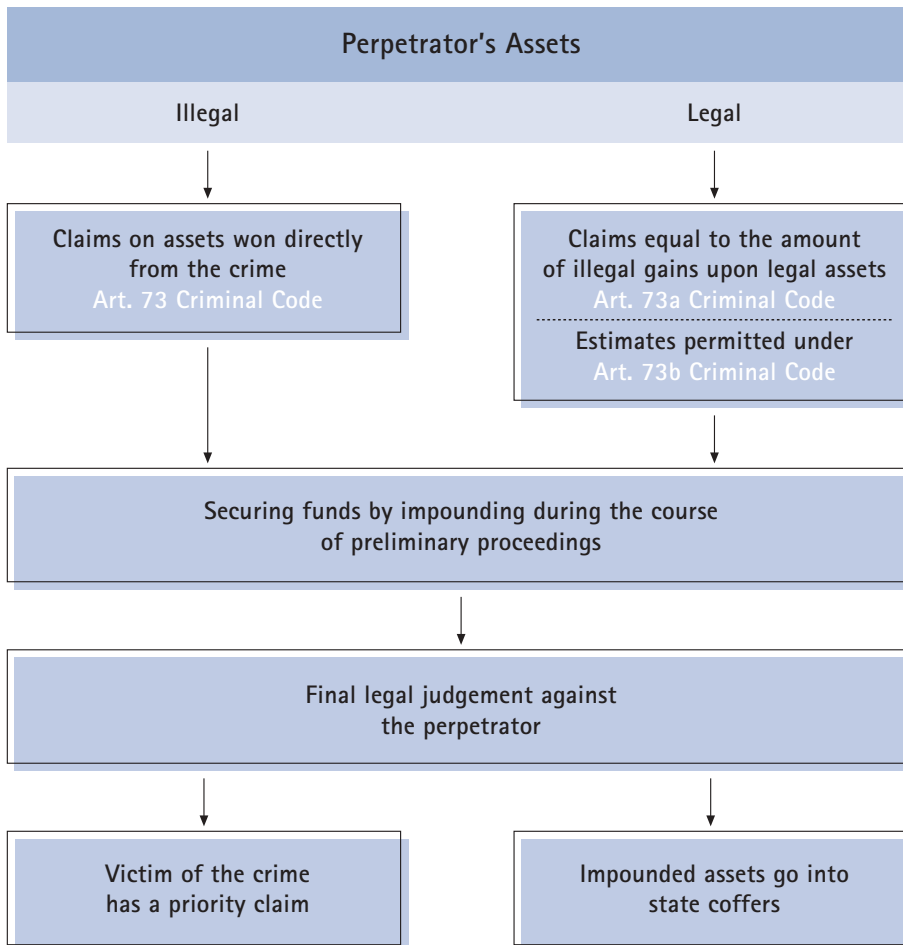 Perpetrator's Assets
Illegal
Legal
Claims on assets won directly
from the crime
Art. 73 Criminal Code
Claims equal to the amount
of illegal gains upon legal assets
Art. 73a Criminal Code
Estimates permitted under
Art. 73b Criminal Code
Securing funds by impounding during the course
of preliminary proceedings
Final legal judgement against
the perpetrator
Victim of the crime
has a priority claim
Impounded assets go into
state coffers